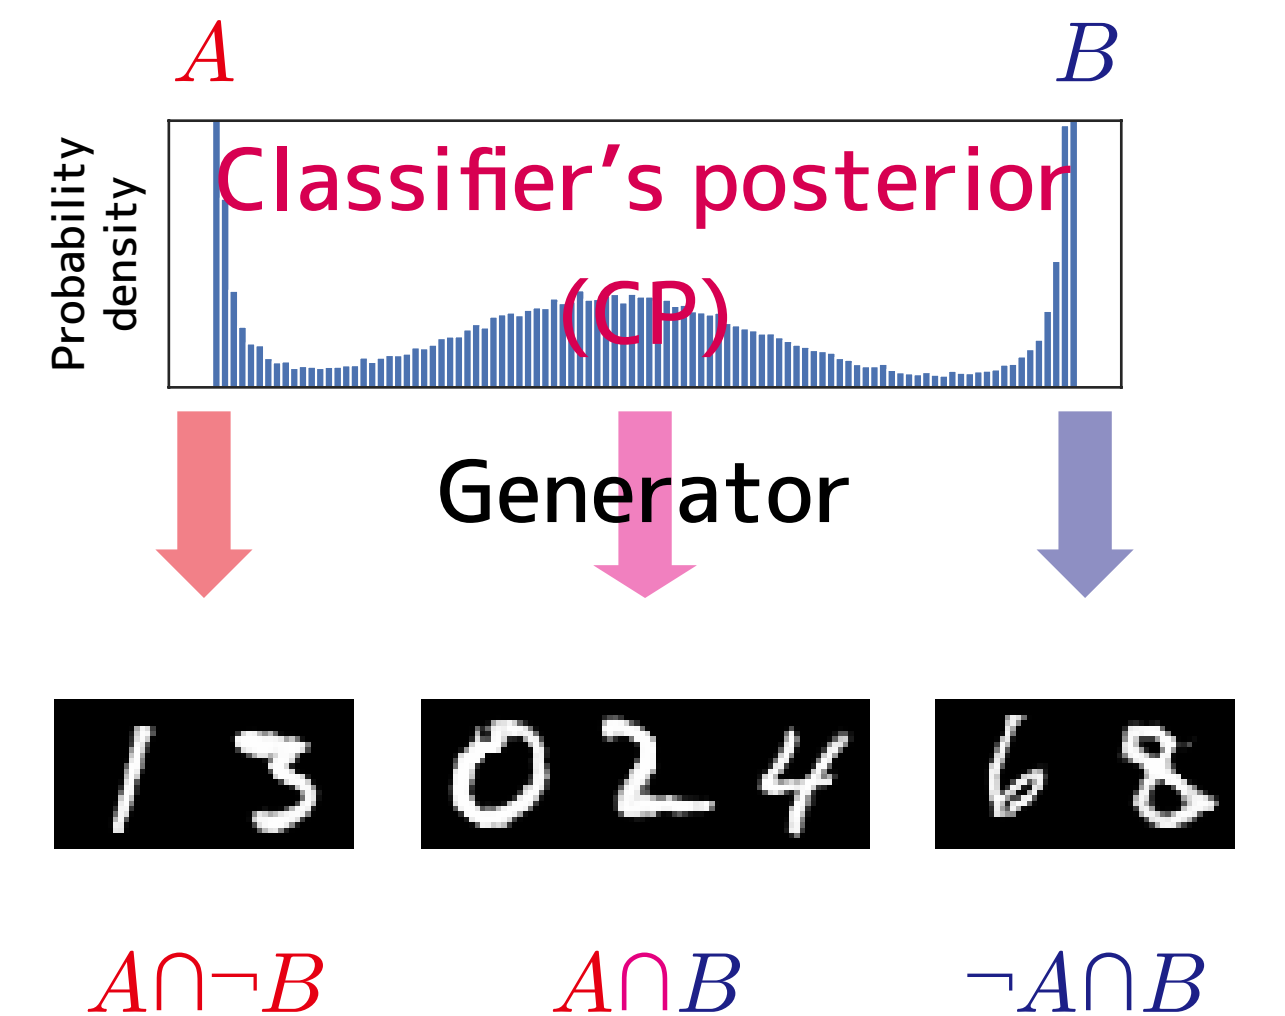 A B
Probability
density
Classifier’s posterior
(CP)
Generator
1 3 0 2 4 6 8
A∩¬B A∩B ¬A∩B